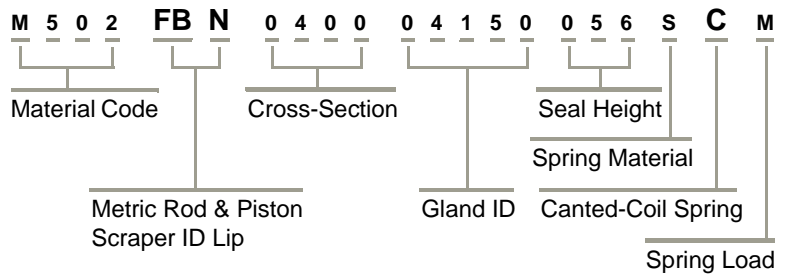 M 5 0 2 FB N 0 4 0 0 0 4 1 5 0 0 5 6 S C M
Material Code
Cross-Section
Seal Height
Spring Material
Metric Rod & Piston
Scraper ID Lip
Gland ID
Canted-Coil Spring
Spring Load